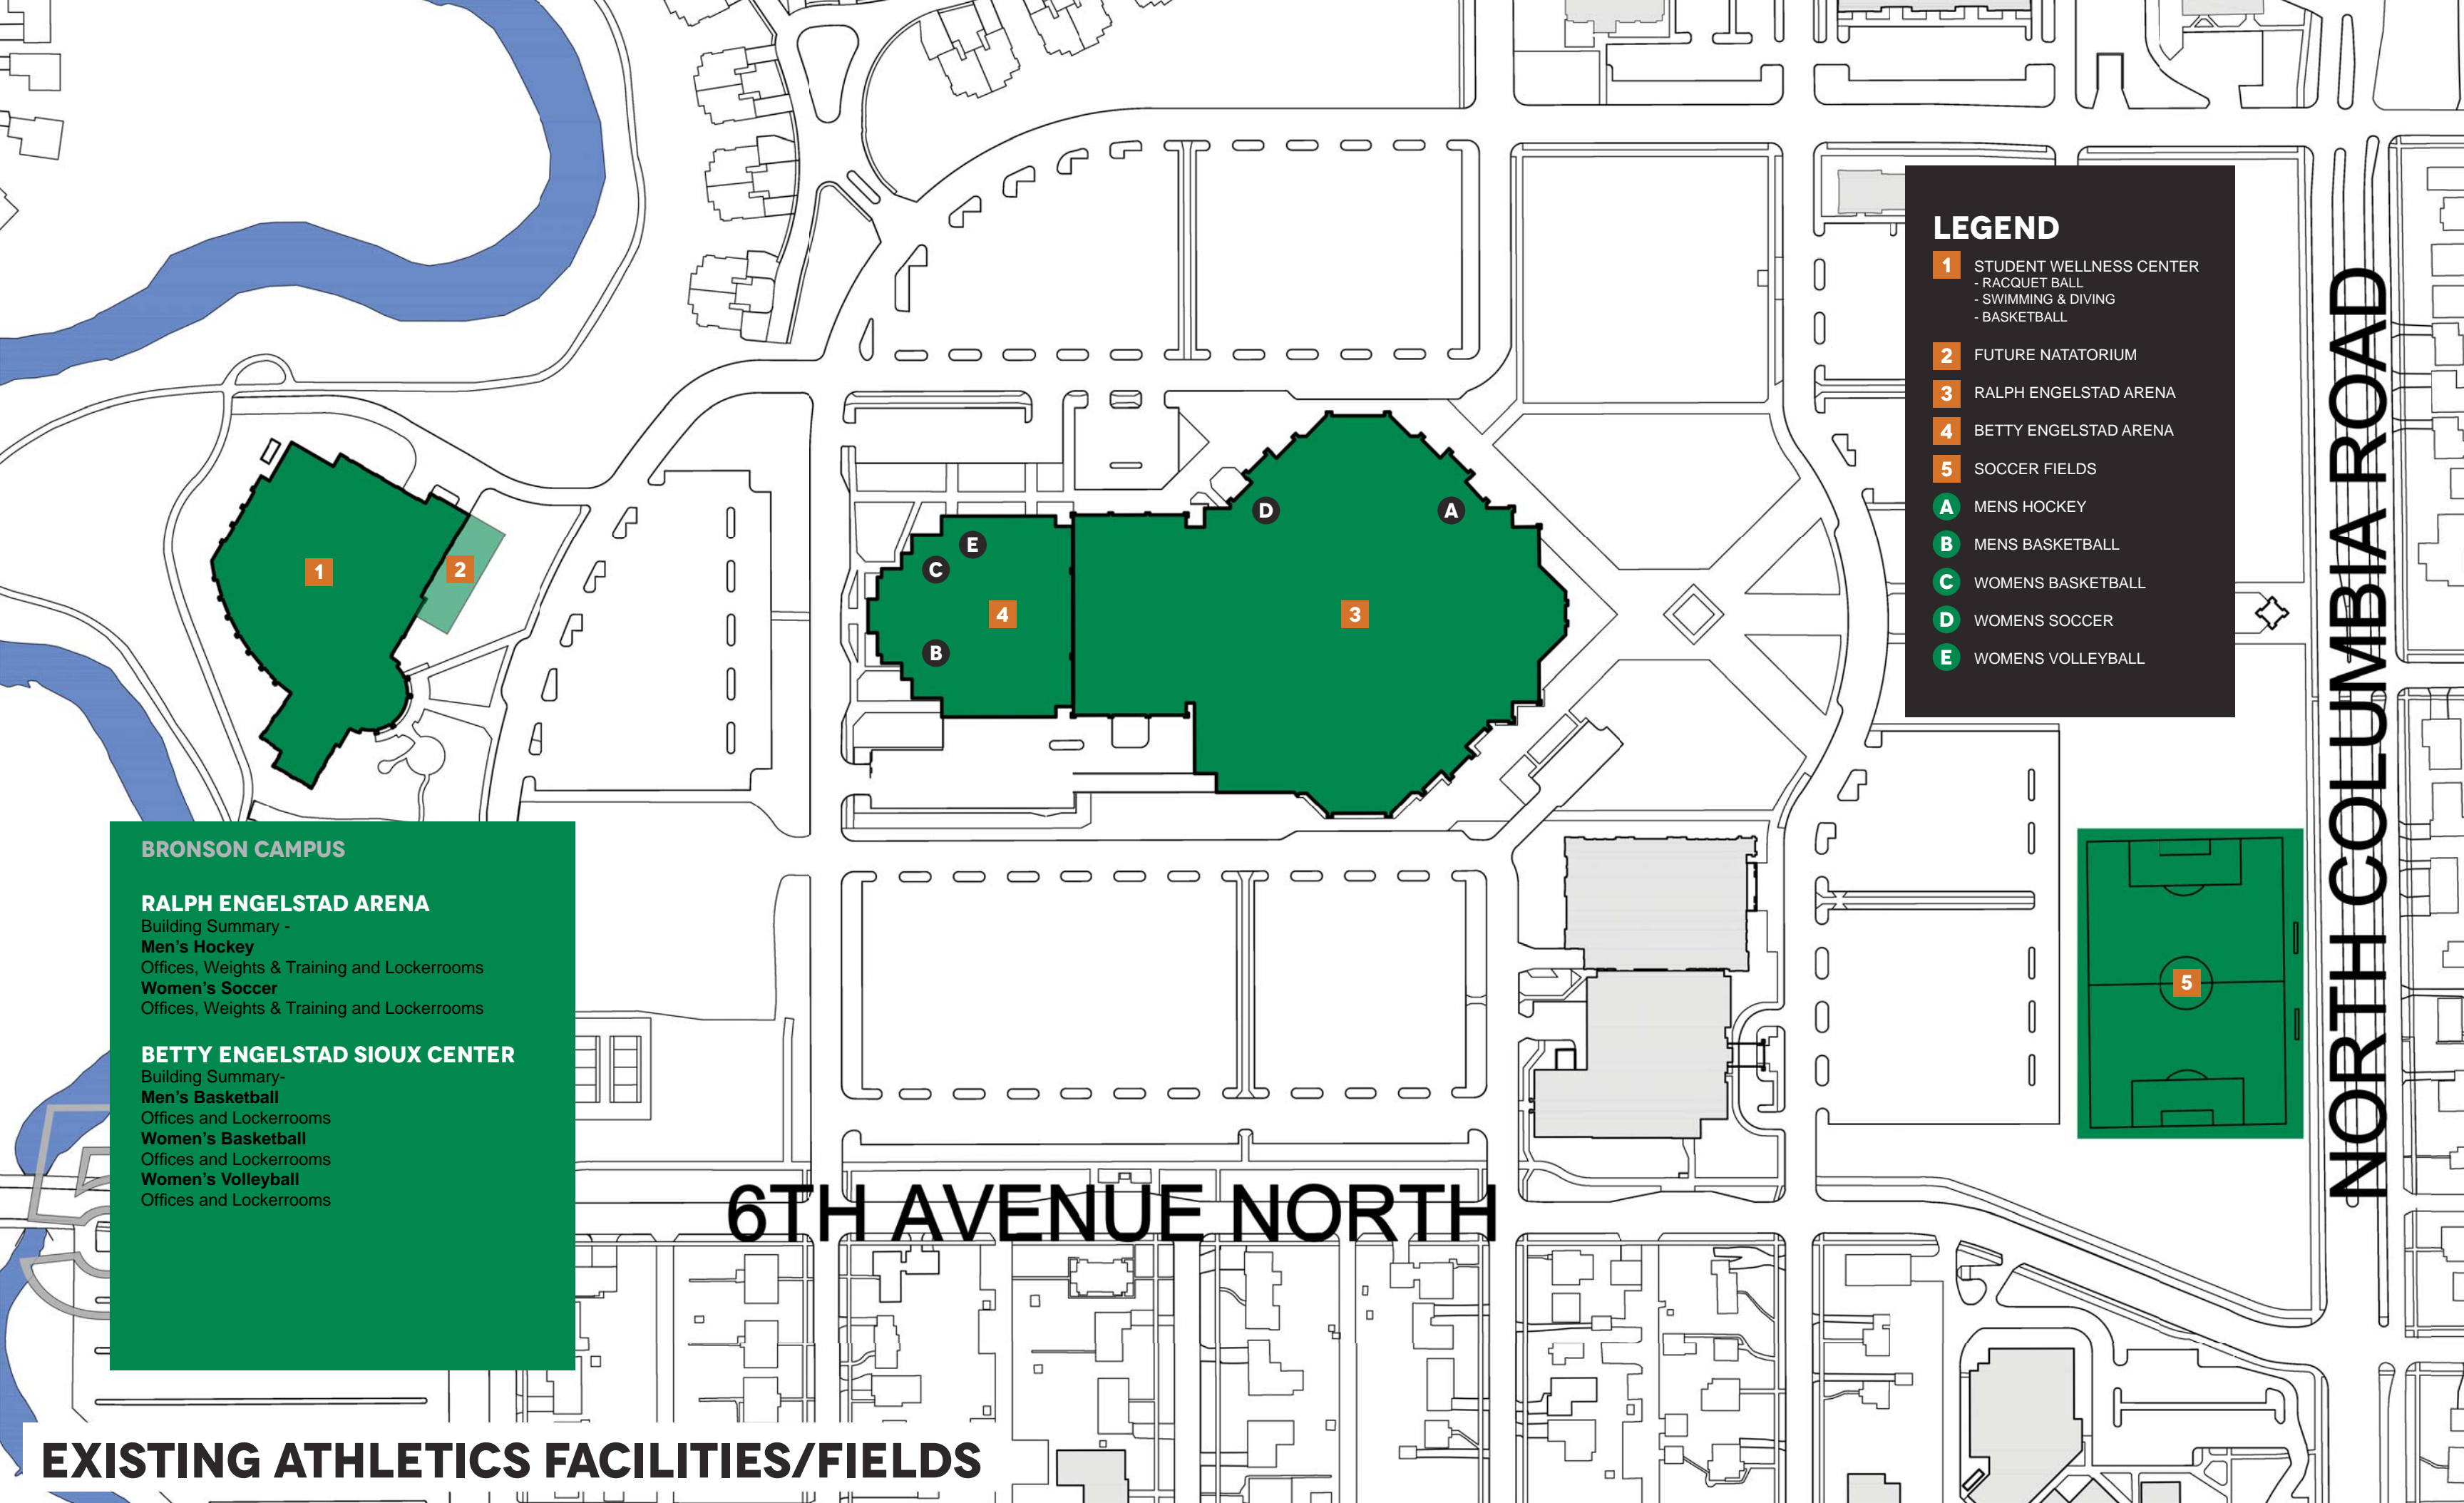 LEGEND
1 STUDENT WELLNESS CENTER
- RACQUET BALL
- SWIMMING & DIVING
- BASKETBALL
2 FUTURE NATATORIUM
3 RALPH ENGELSTAD ARENA
4 BETTY ENGELSTAD ARENA
5 SOCCER FIELDS
A MENS HOCKEY
B MENS BASKETBALL
C WOMENS BASKETBALL
D WOMENS SOCCER
E WOMENS VOLLEYBALL
NORTH COLUMBIA ROAD
D
A
E
C
1
2
4
3
B
5
BRONSON CAMPUS
RALPH ENGELSTAD ARENA
Building Summary -
Men's Hockey
Offices, Weights & Training and Lockerrooms
Women's Soccer
Offices, Weights & Training and Lockerrooms
BETTY ENGELSTAD SIOUX CENTER
Building Summary-
Men's Basketball
Offices and Lockerrooms
Women's Basketball
Offices and Lockerrooms
Women's Volleyball
Offices and Lockerrooms
6TH AVENUE NORTH
EXISTING ATHLETICS FACILITIES/FIELDS